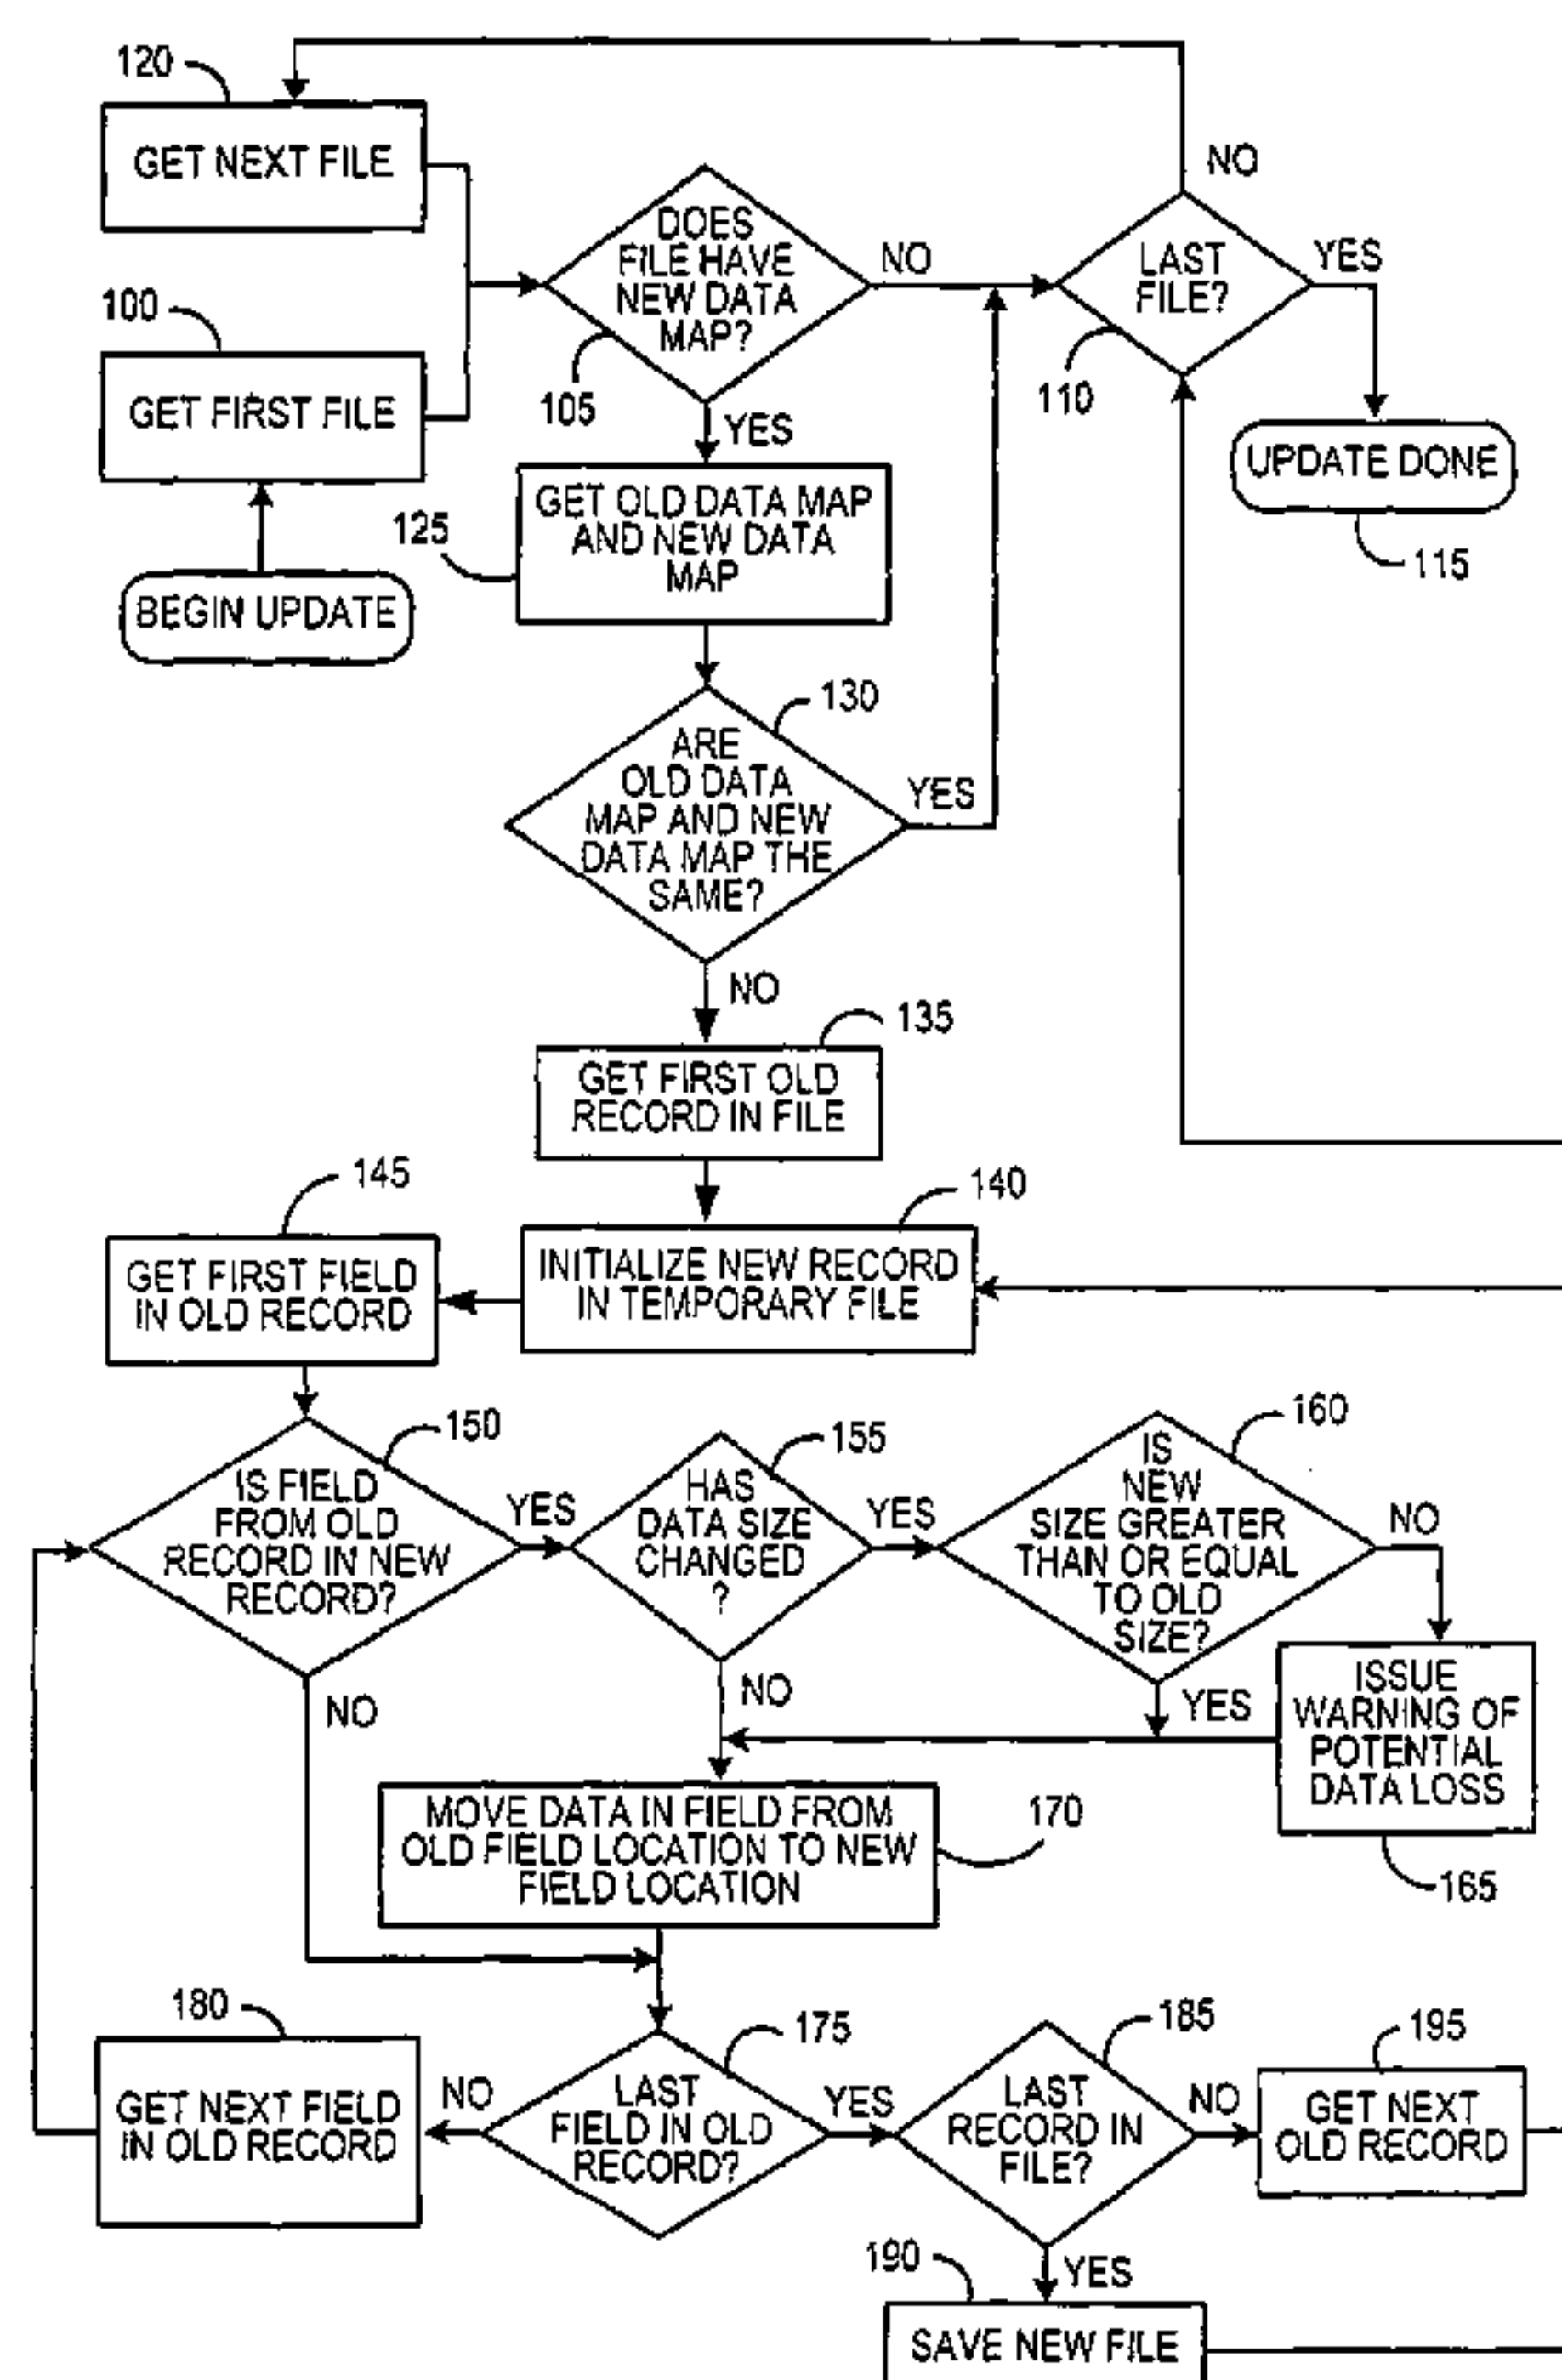 120
GET NEXT FILE
100
GET FIRST FILE
BEGIN UPDATE
DOES
FILE HAVE
NEW DATA
MAP?
105
NO
YES
LAST
FILE?
110
NO
YES
UPDATE DONE
115
125
GET OLD DATA MAP
AND NEW DATA
MAP
130
ARE
OLD DATA
MAP AND NEW
DATA MAP THE
SAME?
YES
NO
135
GET FIRST OLD
RECORD IN FILE
140
INITIALIZE NEW RECORD
IN TEMPORARY FILE
145
GET FIRST FIELD
IN OLD RECORD
150
IS FIELD
FROM OLD
RECORD IN NEW
RECORD?
YES
NO
155
HAS
DATA SIZE
CHANGED
?
YES
NO
160
IS
NEW
SIZE GREATER
THAN OR EQUAL
TO OLD
SIZE?
NO
YES
ISSUE
WARNING OF
POTENTIAL
DATA LOSS
165
MOVE DATA IN FIELD FROM
OLD FIELD LOCATION TO NEW
FIELD LOCATION
170
180
GET NEXT FIELD
IN OLD RECORD
NO
175
LAST
FIELD IN OLD
RECORD?
YES
185
LAST
RECORD IN
FILE?
NO
YES
195
GET NEXT
OLD RECORD
190
SAVE NEW FILE